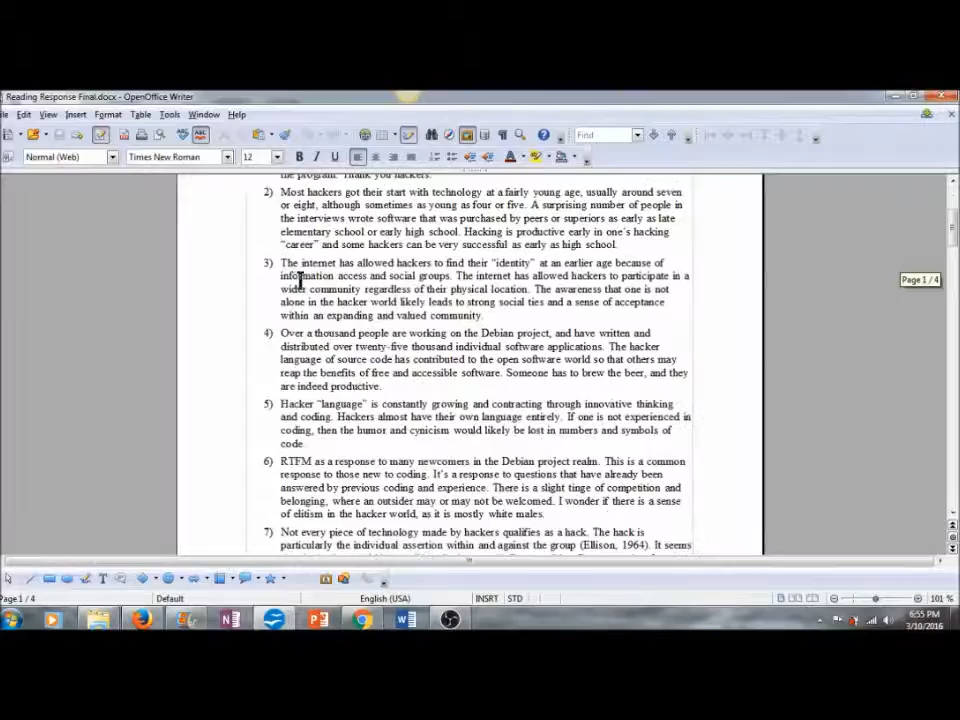 Reading Response Final.docx - OpenOffice Writer
Edit View Insert Format Table Tools Window Help
Find
Normal (Web) Times New Roman 12
the program. Thank you hackers.
2) Most hackers got their start with technology at a fairly young age, usually around seven
or eight, although sometimes as young as four or five. A surprising number of people in
the interviews wrote software that was purchased by peers or superiors as early as late
elementary school or early high school. Hacking is productive early in one's hacking
“career” and some hackers can be very successful as early as high school.
3) The internet has allowed hackers to find their “identity” at an earlier age because of
information access and social groups. The internet has allowed hackers to participate in a
wider community regardless of their physical location. The awareness that one is not
alone in the hacker world likely leads to strong social ties and a sense of acceptance
within an expanding and valued community.
4) Over a thousand people are working on the Debian project, and have written and
distributed over twenty-five thousand individual software applications. The hacker
language of source code has contributed to the open software world so that others may
reap the benefits of free and accessible software. Someone has to brew the beer, and they
are indeed productive.
5) Hacker “language” is constantly growing and contracting through innovative thinking
and coding. Hackers almost have their own language entirely. If one is not experienced in
coding, then the humor and cynicism would likely be lost in numbers and symbols of
code.
6) RTFM as a response to many newcomers in the Debian project realm. This is a common
response to those new to coding. It's a response to questions that have already been
answered by previous coding and experience. There is a slight tinge of competition and
belonging, where an outsider may or may not be welcomed. I wonder if there is a sense
of elitism in the hacker world, as it is mostly white males.
7) Not every piece of technology made by hackers qualifies as a hack. The hack is
particularly the individual assertion within and against the group (Ellison, 1964). It seems
Page 1 / 4
Page 1 / 4 Default English (USA) INSRT STD 101 %
6:55 PM
3/10/2016